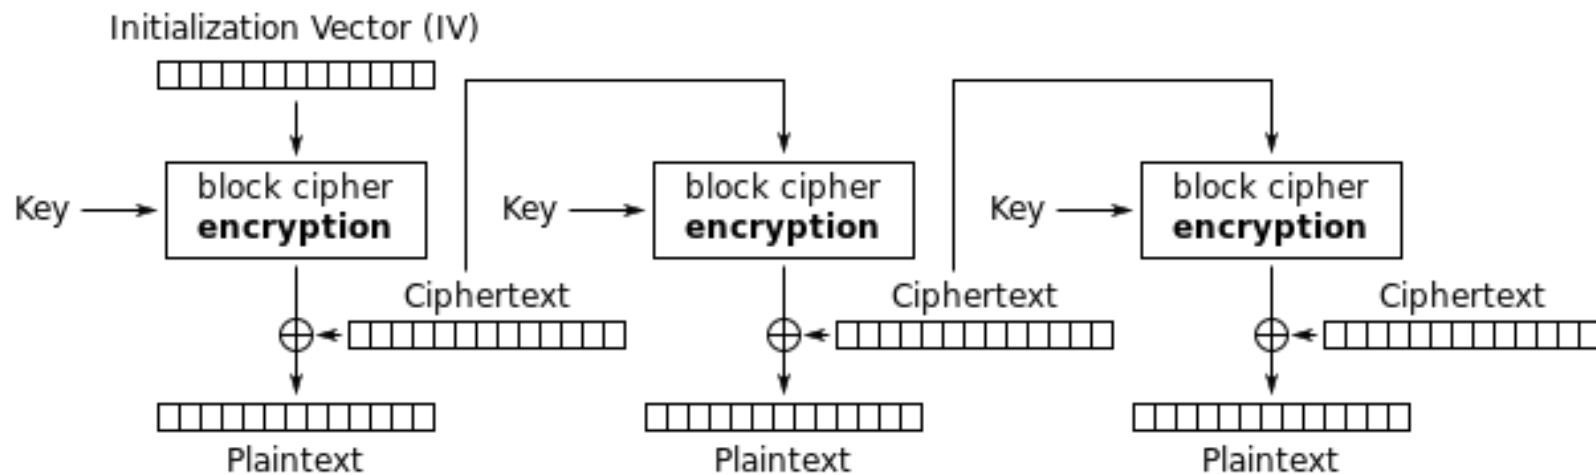 Initialization Vector (IV)
Key
block cipher
encryption
Ciphertext
Plaintext
Key
block cipher
encryption
Ciphertext
Plaintext
Key
block cipher
encryption
Ciphertext
Plaintext